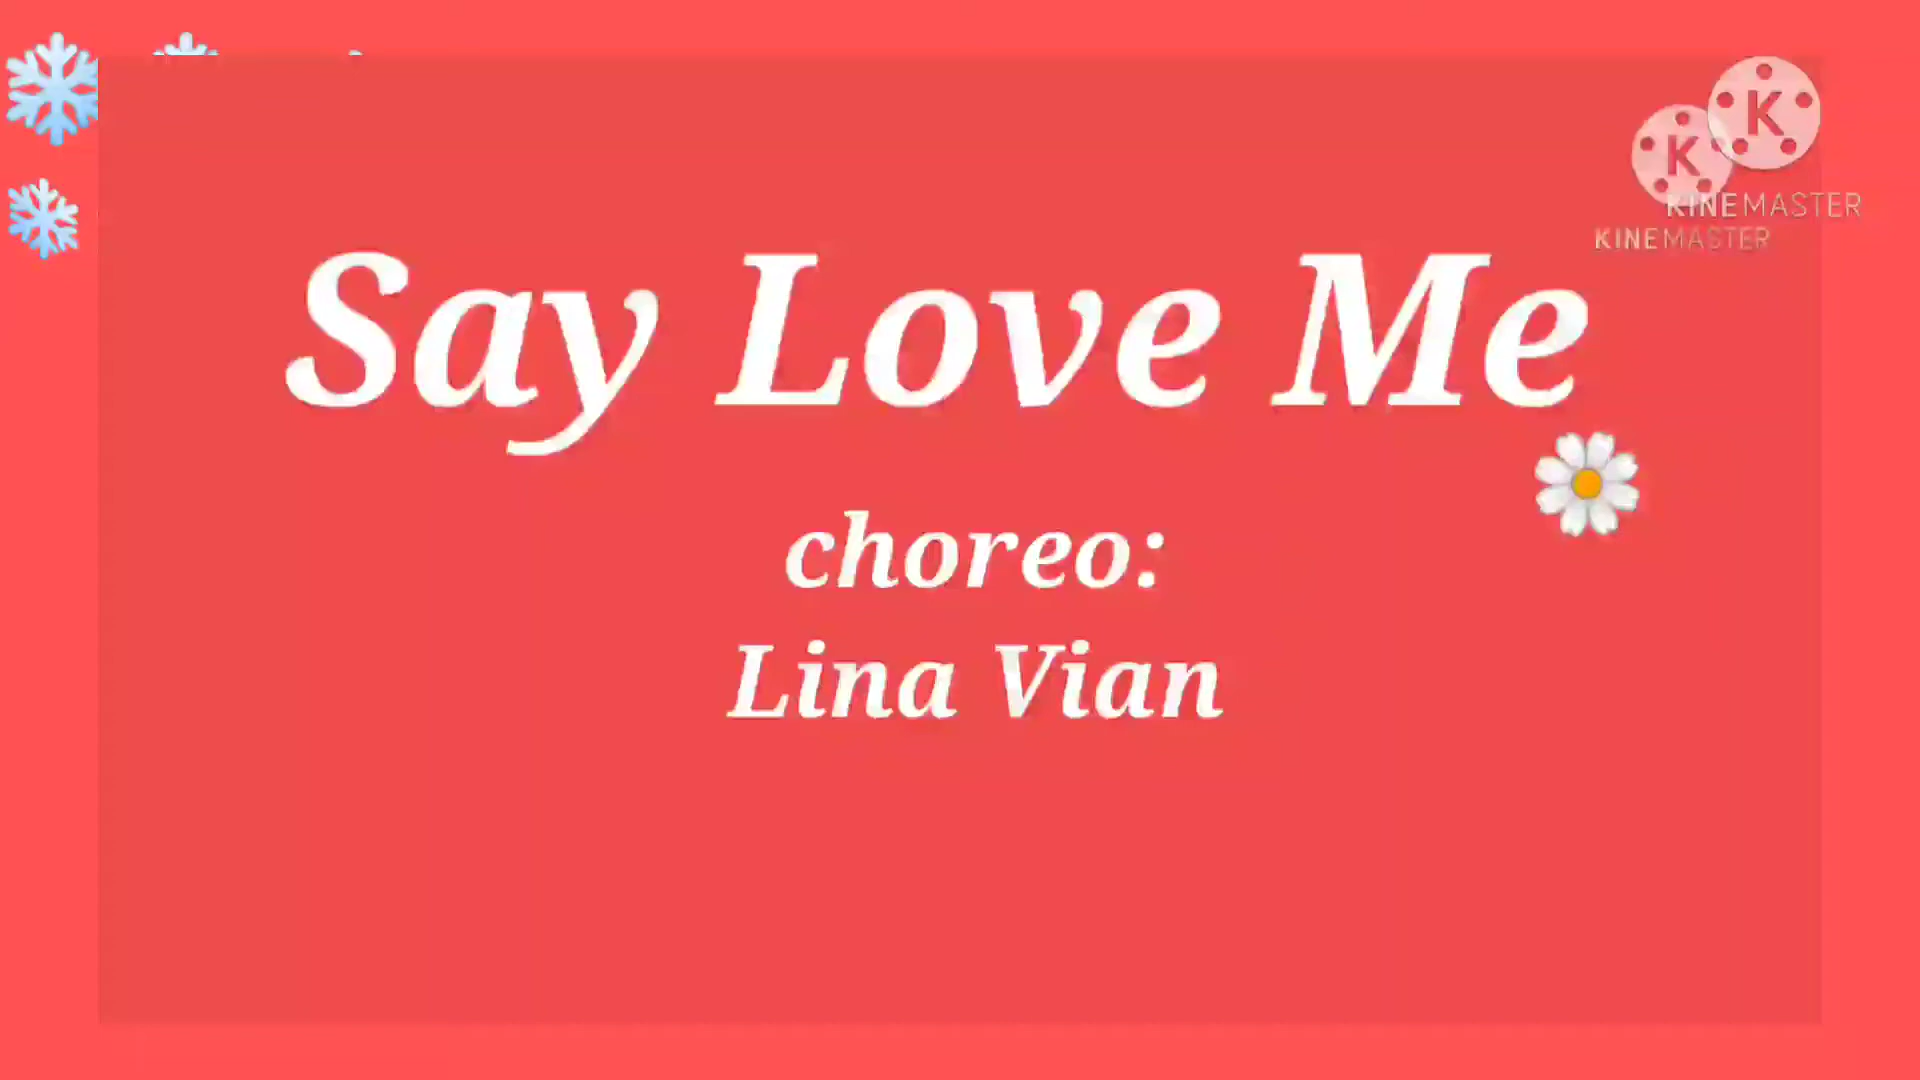 K
K
KINEMASTER
KINEMASTER
Say Love Me
choreo:
Lina Vian